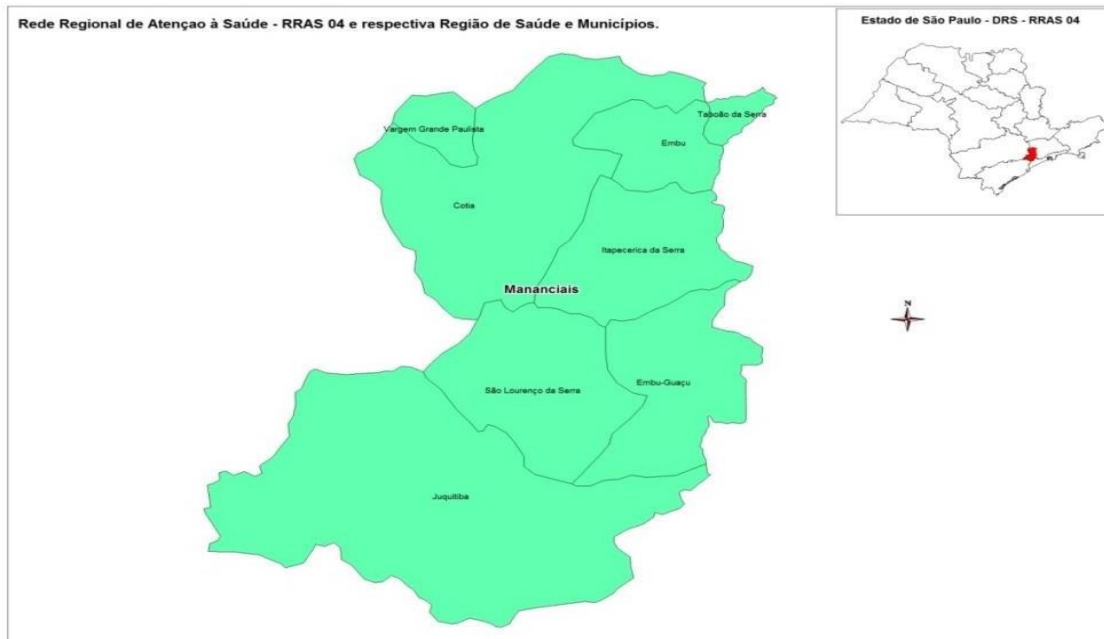 Rede Regional de Atençao à Saúde - RRAS 04 e respectiva Região de Saúde e Municípios.
Estado de São Paulo - DRS - RRAS 04
Taboão da Serra
Vargem Grande Paulista
Embu
Cotia
Itapecerica da Serra
Mananciais
N
São Lourenço da Serra
Embu-Guaçu
Juquitiba